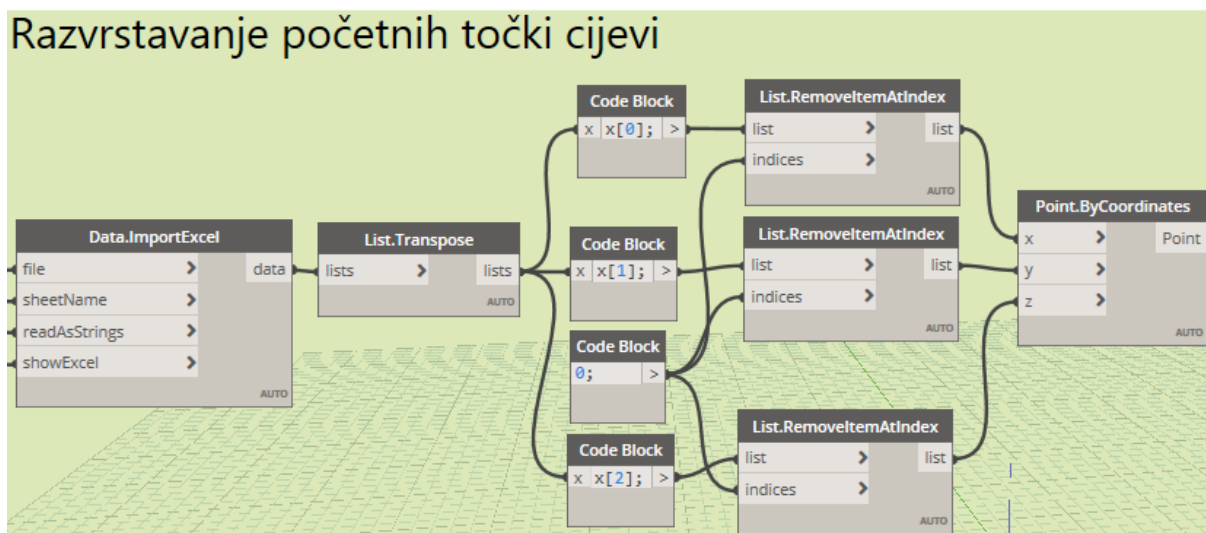 Razvrstavanje početnih točki cijevi
Code Block
x x[0]; >
List.RemoveItemAtIndex
list > list
indices >
AUTO
Data.ImportExcel
file > data
sheetName >
readAsStrings >
showExcel >
AUTO
List.Transpose
lists > lists
AUTO
Code Block
x x[1]; >
List.RemoveItemAtIndex
list > list
indices >
AUTO
Code Block
0; >
Code Block
x x[2]; >
List.RemoveItemAtIndex
list > list
indices >
AUTO
Point.ByCoordinates
x > Point
y >
z >
AUTO